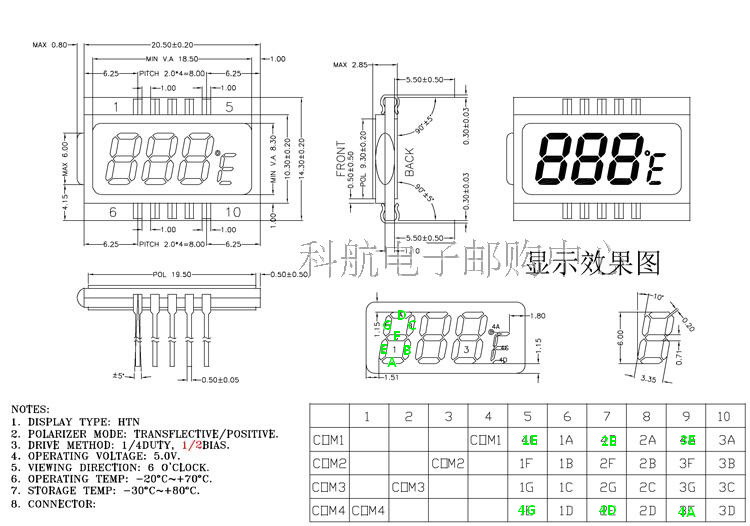 MAX 0.80
20.50±0.20
1.00
MIN V.A 18.50
6.25 PITCH 2.0*4=8.00 6.25
1.00 1.00
1 5
MAX 6.00
4.15
888 E
MIN V.A 8.30
10.30±0.20
14.30±0.20
6 10
1.00 1.00
6.25 PITCH 2.0*4=8.00 6.25
MAX 2.85
5.50±0.50
90°±5°
0.30±0.03
FRONT
0.50±0.50
POL 9.30±0.20
BACK
90°±5°
0.30±0.03
5.50±0.50
888°E
科航电子邮购中心
显示效果图
POL 19.50
0.50±0.50
±5°
0.50±0.05
1.15
D
G C
F
E 1 B
A
3
4A
4D
1.80
1.15
1.51
10°
0.20
6.00
0.71
3.35
NOTES:
1. DISPLAY TYPE: HTN
2. POLARIZER MODE: TRANSFLECTIVE/POSITIVE.
3. DRIVE METHOD: 1/4DUTY, 1/2BIAS.
4. OPERATING VOLTAGE: 5.0V.
5. VIEWING DIRECTION: 6 O'CLOCK.
6. OPERATING TEMP: -20°C~+70°C
7. STORAGE TEMP: -30°C~+80°C
8. CONNECTOR:
1 2 3 4 5 6 7 8 9 10
COM1 COM1 1A 2A 3A
COM2 COM2 1F 1B 2F 2B 3F 3B
COM3 COM3 1G 1C 2G 2C 3G 3C
COM4 COM4 4G 1D 2D 4A 3D